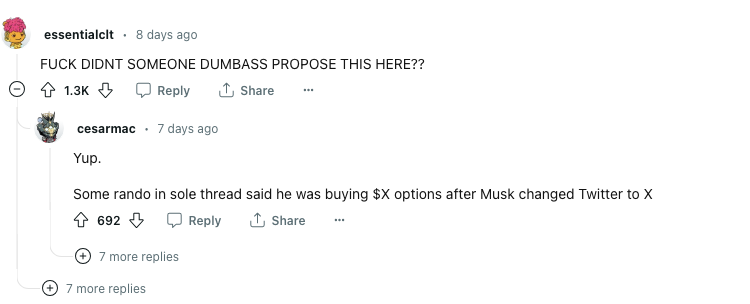 essentialclt • 8 days ago
FUCK DIDNT SOMEONE DUMBASS PROPOSE THIS HERE??
1.3K Reply Share ...
cesarmac • 7 days ago
Yup.
Some rando in sole thread said he was buying $X options after Musk changed Twitter to X
692 Reply Share ...
7 more replies
7 more replies